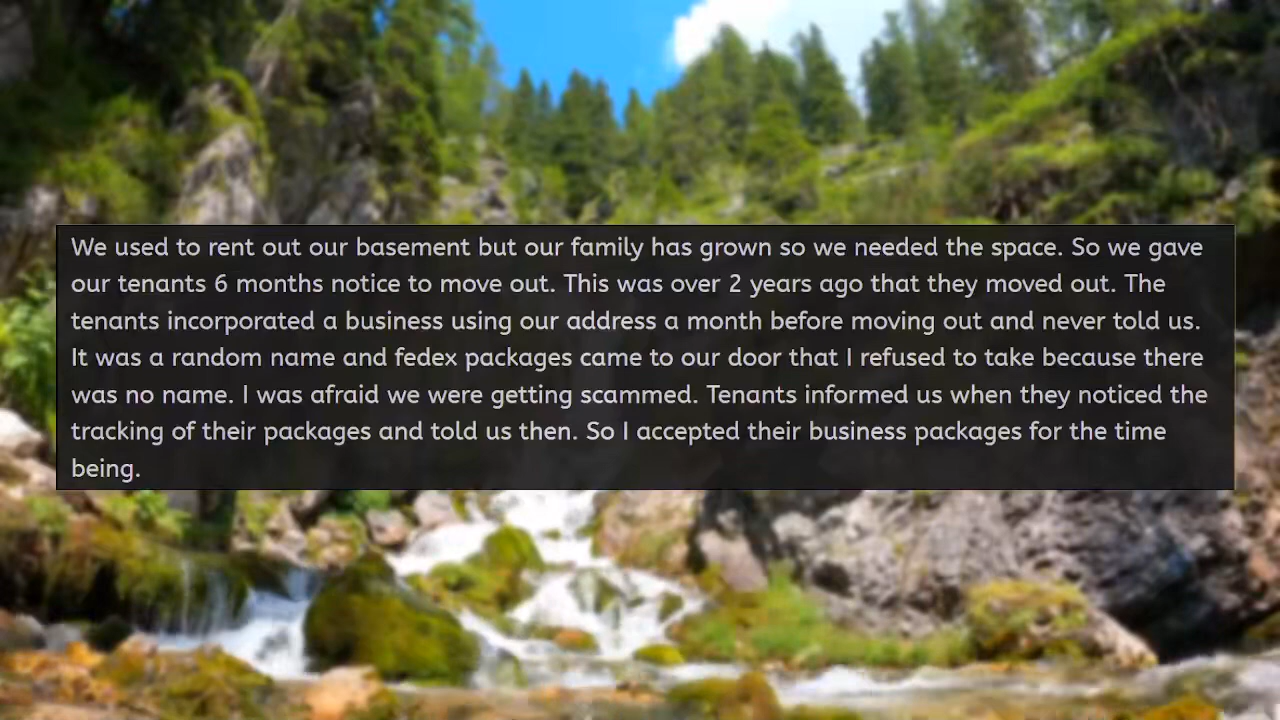 We used to rent out our basement but our family has grown so we needed the space. So we gave
our tenants 6 months notice to move out. This was over 2 years ago that they moved out. The
tenants incorporated a business using our address a month before moving out and never told us.
It was a random name and fedex packages came to our door that I refused to take because there
was no name. I was afraid we were getting scammed. Tenants informed us when they noticed the
tracking of their packages and told us then. So I accepted their business packages for the time
being.